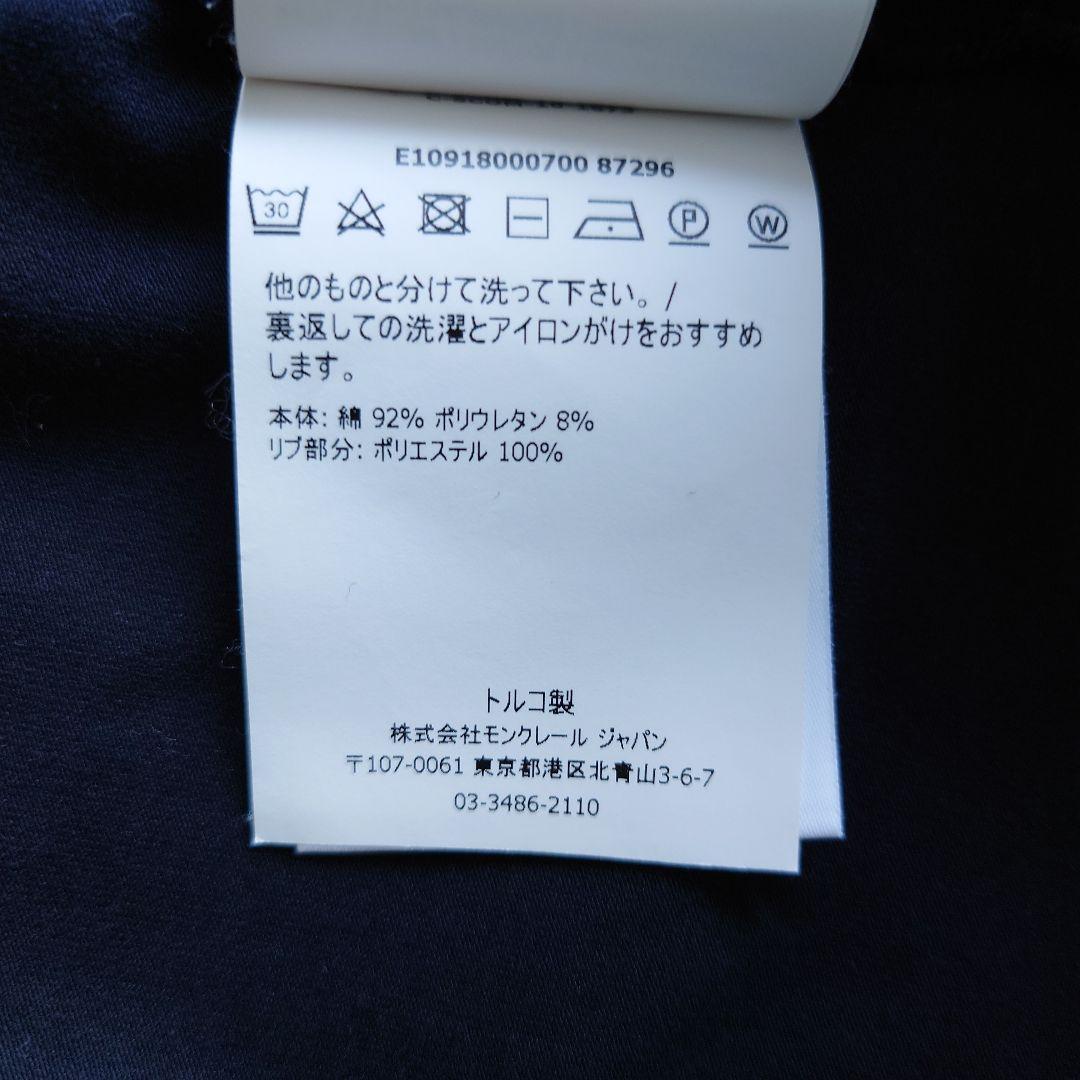 E10918000700 87296
30 P W
他のものと分けて洗って下さい。/
裏返しての洗濯とアイロンがけをおすすめ
します。
本体: 綿 92% ポリウレタン 8%
リブ部分: ポリエステル 100%
トルコ製
株式会社モンクレール ジャパン
〒107-0061 東京都港区北青山3-6-7
03-3486-2110